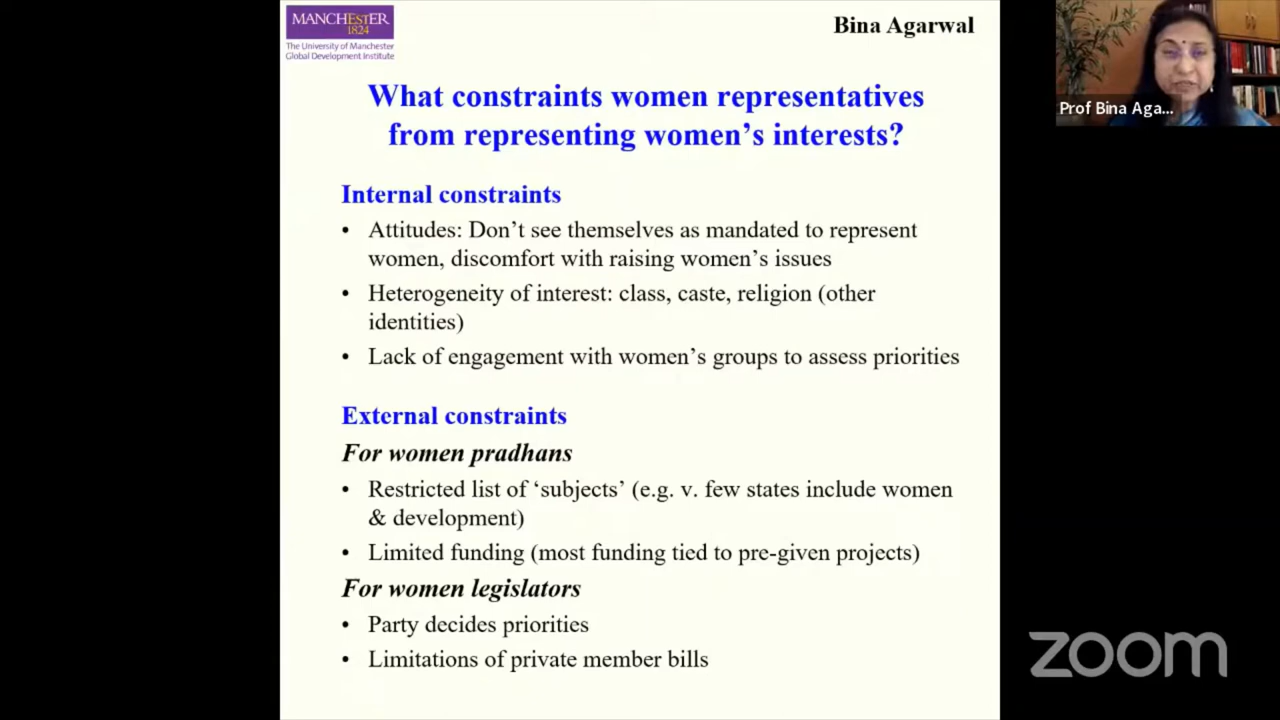 MANCHESTER
1824
The University of Manchester
Global Development Institute
Bina Agarwal
What constraints women representatives
from representing women's interests?
Internal constraints
• Attitudes: Don't see themselves as mandated to represent
women, discomfort with raising women's issues
• Heterogeneity of interest: class, caste, religion (other
identities)
• Lack of engagement with women's groups to assess priorities
External constraints
For women pradhans
• Restricted list of 'subjects' (e.g. v. few states include women
& development)
• Limited funding (most funding tied to pre-given projects)
For women legislators
• Party decides priorities
• Limitations of private member bills
Prof Bina Aga...
zoom